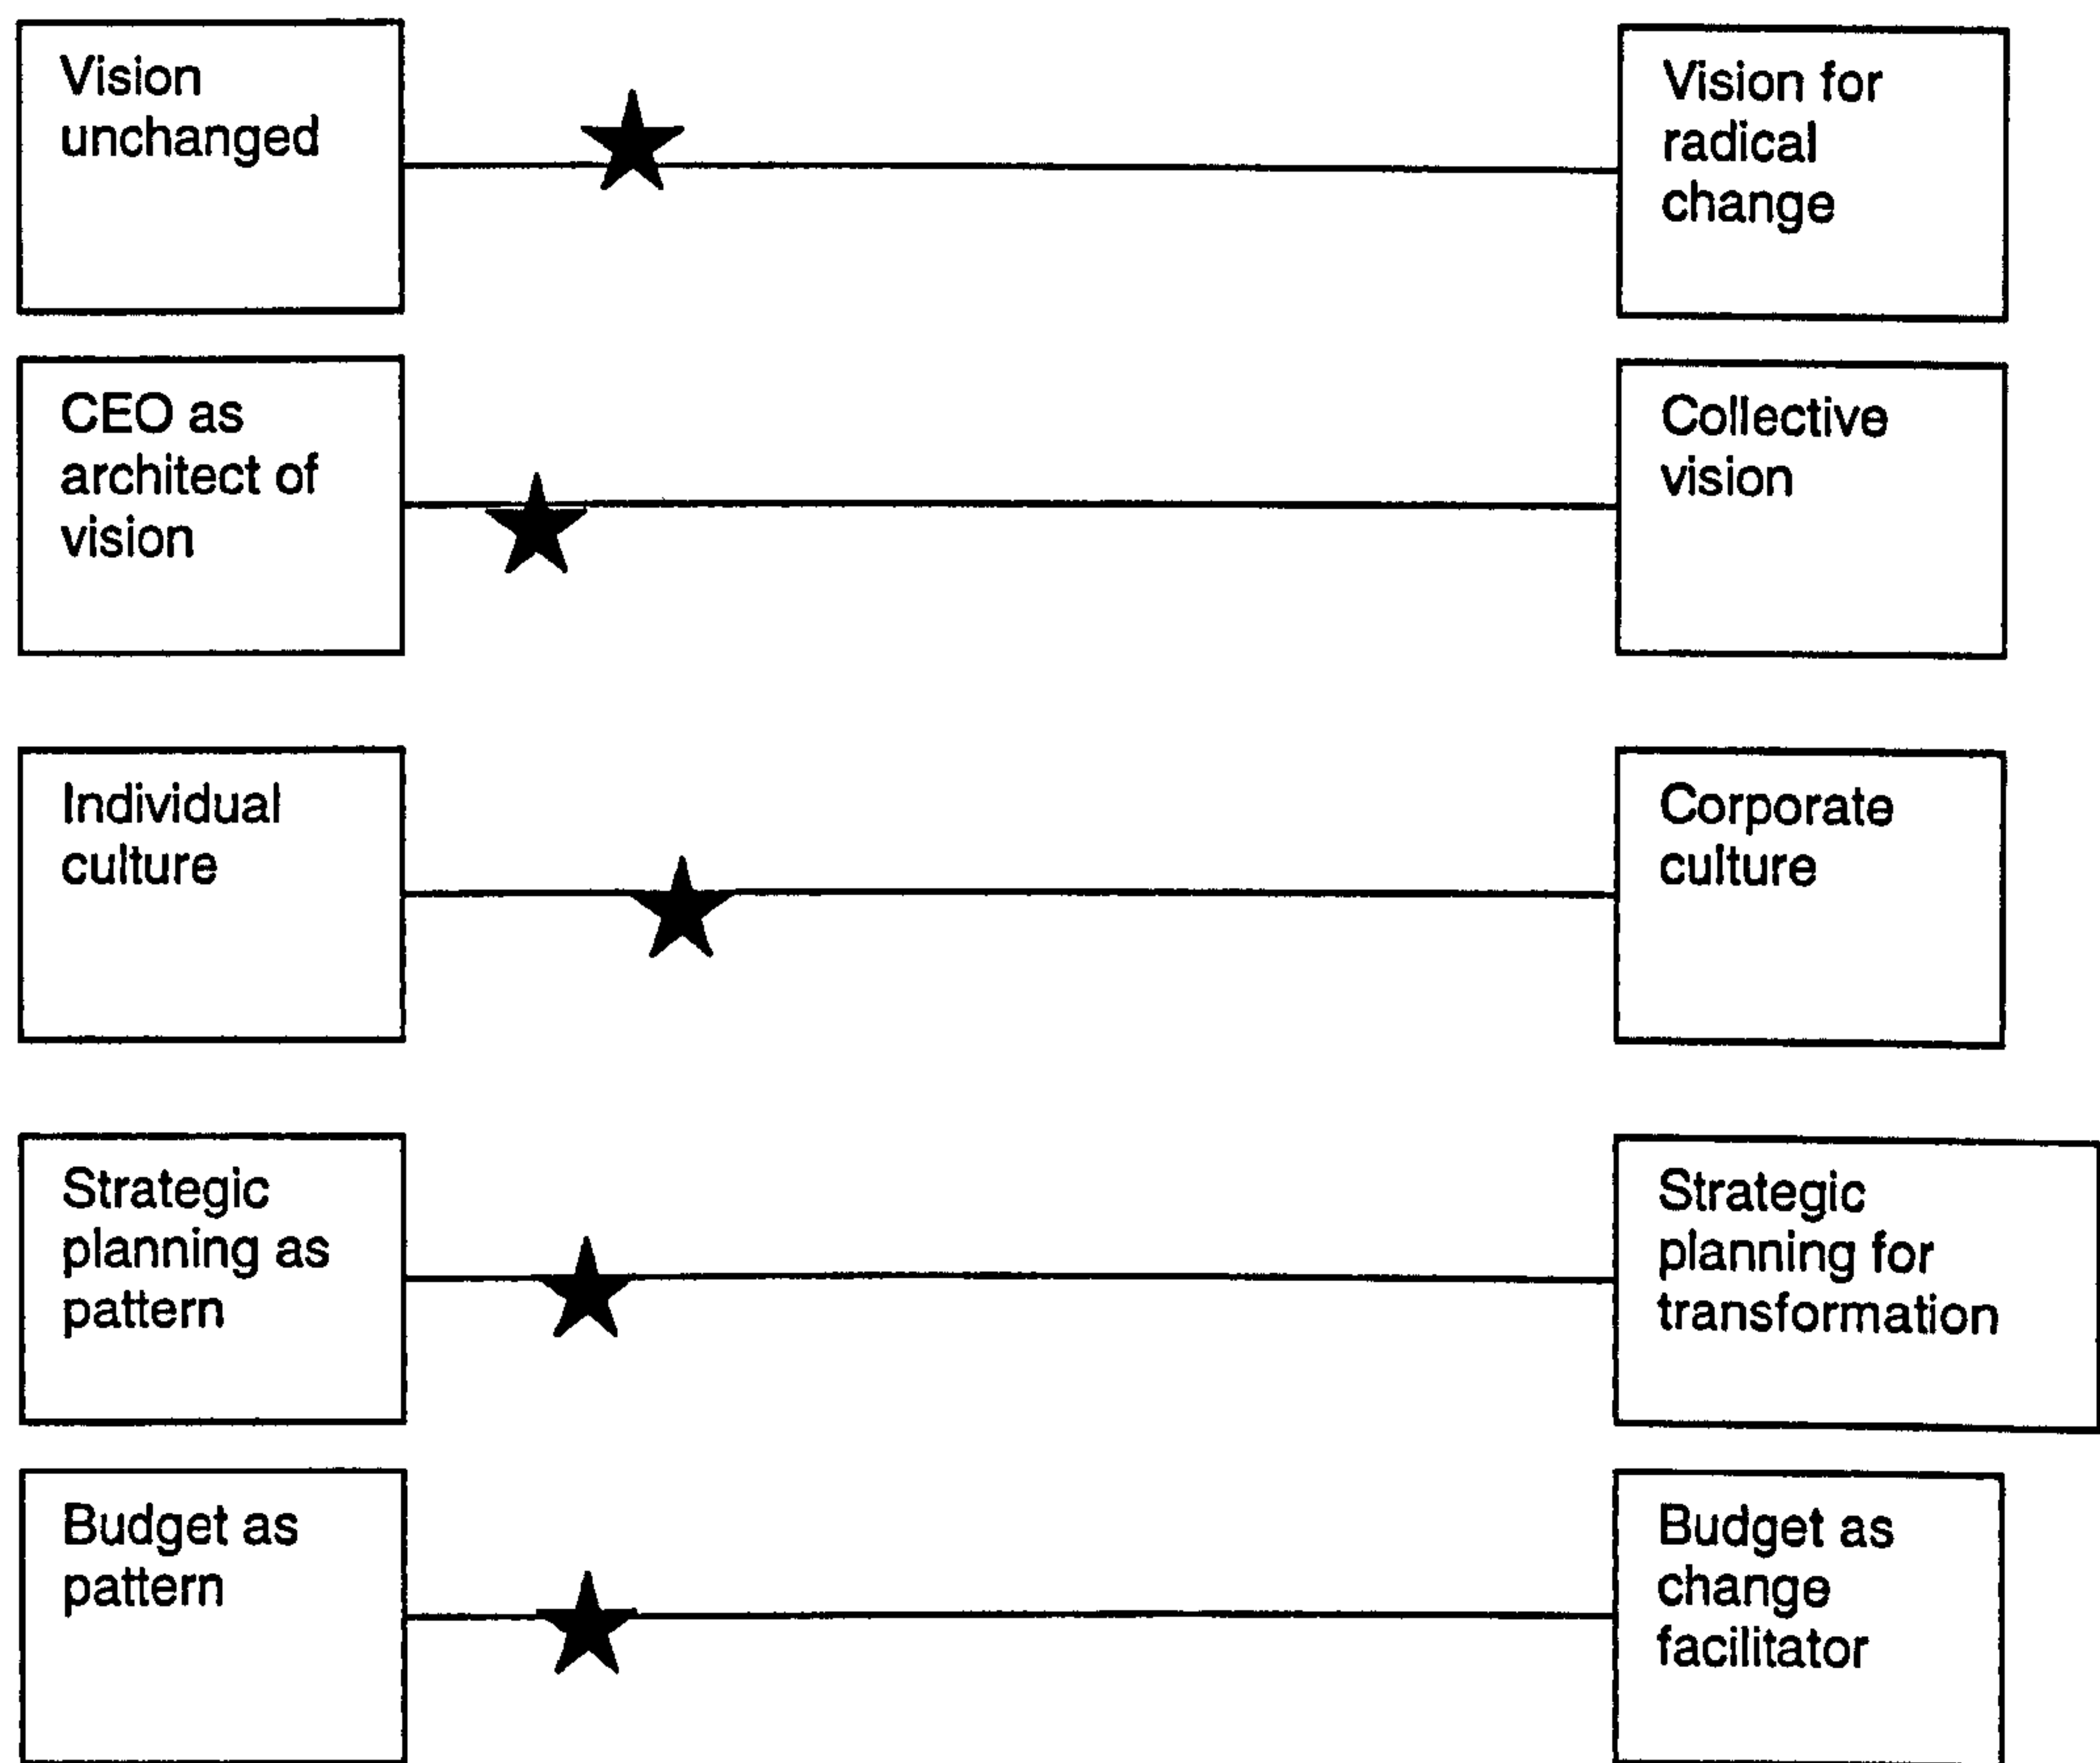 Vision
unchanged
Vision for
radical
change
CEO as
architect of
vision
Collective
vision
Individual
culture
Corporate
culture
Strategic
planning as
pattern
Strategic
planning for
transformation
Budget as
pattern
Budget as
change
facilitator